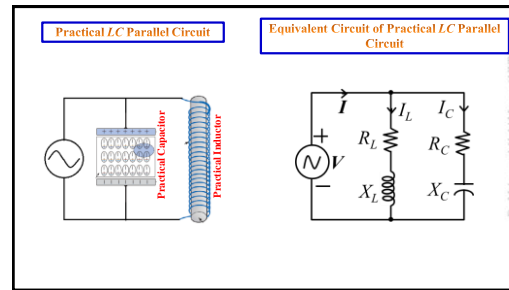 Practical LC Parallel Circuit
Equivalent Circuit of Practical LC Parallel
Circuit
Practical Capacitor
Practical Inductor
I
I_L
I_C
R_L
R_C
+
V
−
X_L
X_C